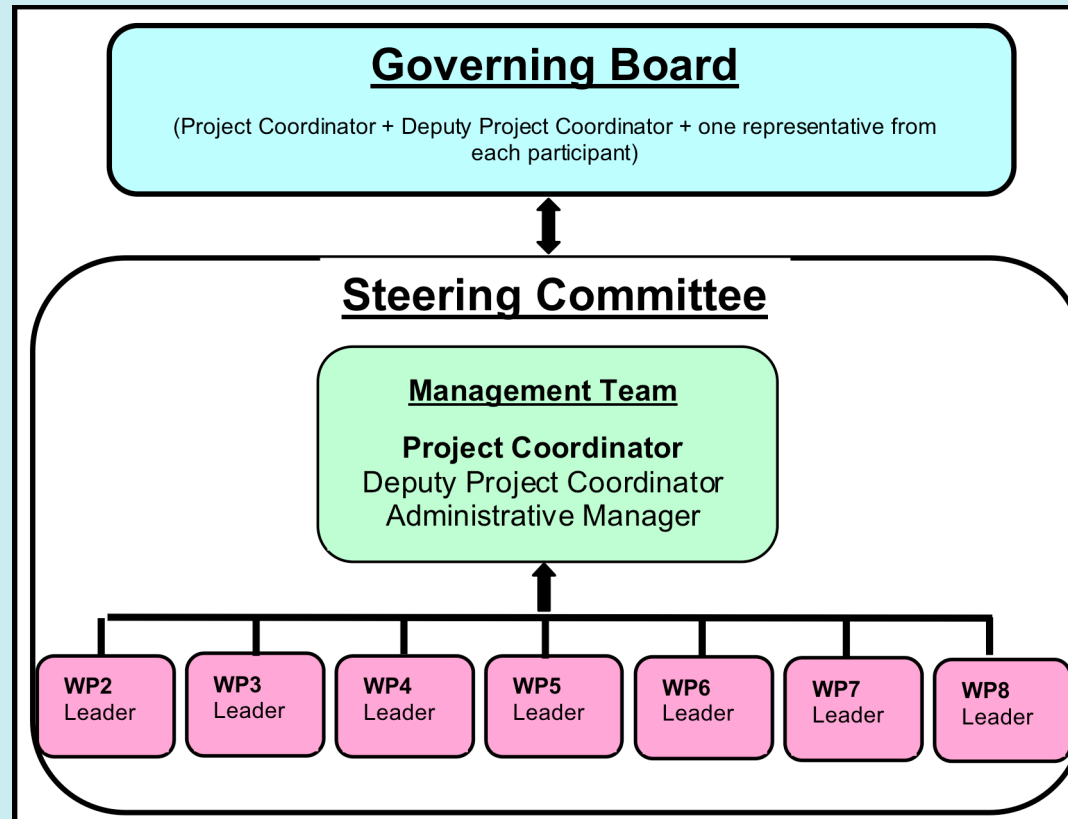 Governing Board
(Project Coordinator + Deputy Project Coordinator + one representative from
each participant)
Steering Committee
Management Team
Project Coordinator
Deputy Project Coordinator
Administrative Manager
WP2
Leader
WP3
Leader
WP4
Leader
WP5
Leader
WP6
Leader
WP7
Leader
WP8
Leader